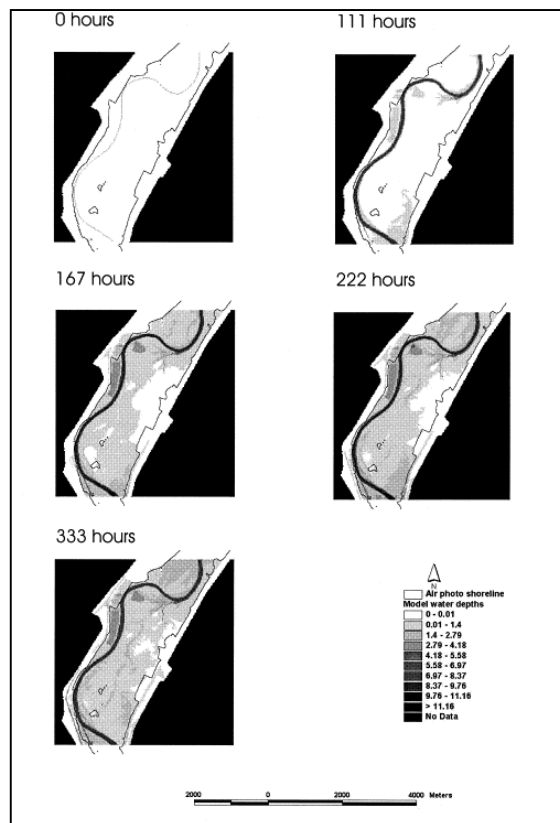 0 hours
111 hours
167 hours
222 hours
333 hours
N
Air photo shoreline
Model water depths
0 - 0.01
0.01 - 1.4
1.4 - 2.79
2.79 - 4.18
4.18 - 5.58
5.58 - 6.97
6.97 - 8.37
8.37 - 9.76
9.76 - 11.16
> 11.16
No Data
2000 0 2000 4000 Meters